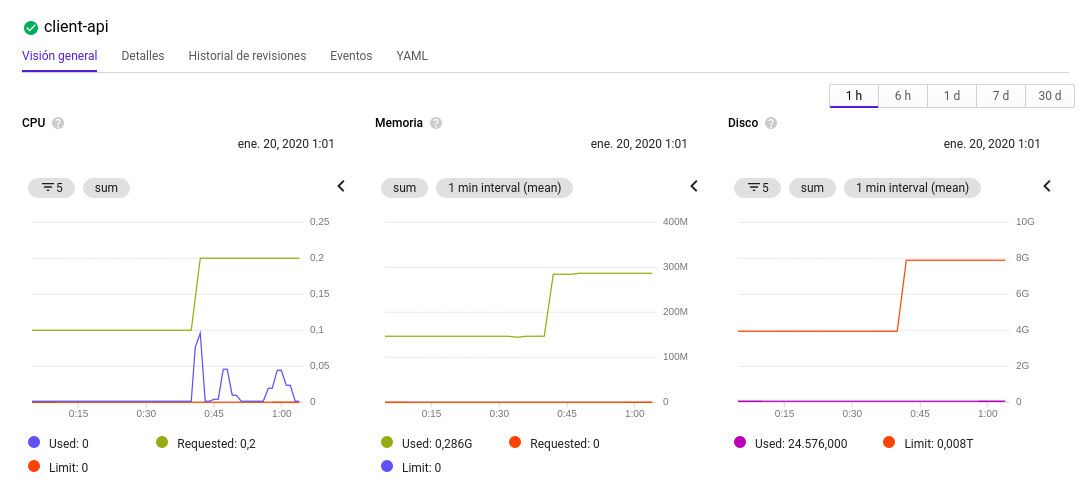 client-api
Visión general Detalles Historial de revisiones Eventos YAML
1 h 6 h 1 d 7 d 30 d
CPU ?
ene. 20, 2020 1:01
5 sum
0,25
0,2
0,15
0,1
0,05
0
0:15 0:30 0:45 1:00
Used: 0 Requested: 0,2
Limit: 0
Memoria ?
ene. 20, 2020 1:01
sum 1 min interval (mean)
400M
300M
200M
100M
0
0:15 0:30 0:45 1:00
Used: 0,286G Requested: 0
Limit: 0
Disco ?
ene. 20, 2020 1:01
5 sum 1 min interval (mean)
10G
8G
6G
4G
2G
0
0:15 0:30 0:45 1:00
Used: 24.576,000 Limit: 0,008T